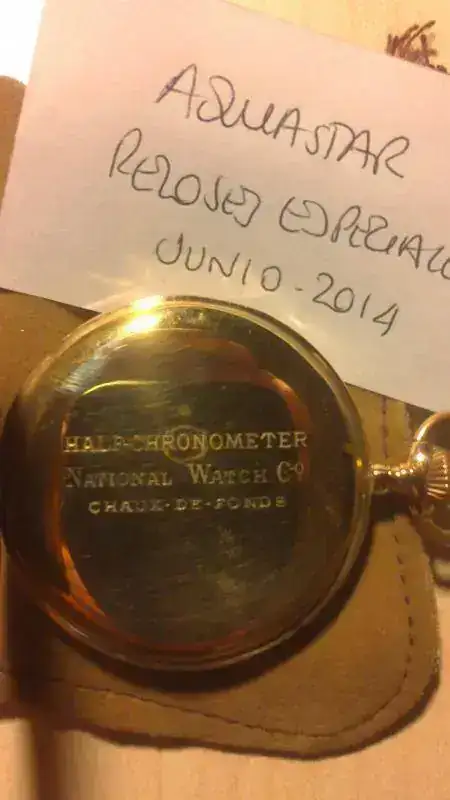 AQUASTAR
RELOJES ESPECIALES
JUNIO-2014
HALF-CHRONOMETER
NATIONAL WATCH Cº
CHAUX-DE-FONDS